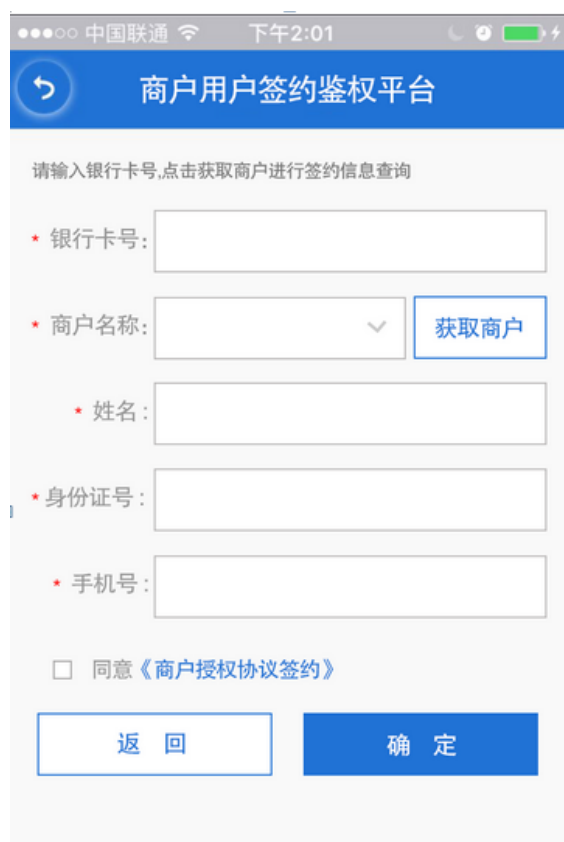 中国联通 下午2:01
商户用户签约鉴权平台
请输入银行卡号,点击获取商户进行签约信息查询
* 银行卡号:
* 商户名称: 获取商户
* 姓名:
* 身份证号:
* 手机号:
同意《商户授权协议签约》
返 回 确 定